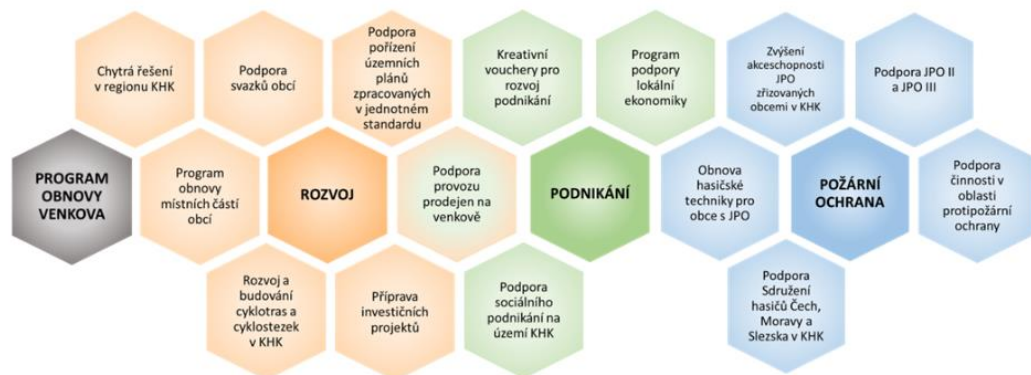 Chytrá řešení
v regionu KHK
Podpora
svazků obcí
Podpora
pořízení
územních
plánů
zpracovaných
v jednotném
standardu
Kreativní
vouchery pro
rozvoj
podnikání
Program
podpory
lokální
ekonomiky
Zvýšení
akceschopnosti
JPO
zřizovaných
obcemi v KHK
Podpora JPO II
a JPO III
PROGRAM
OBNOVY
VENKOVA
Program
obnovy
místních částí
obcí
ROZVOJ
Podpora
provozu
prodejen na
venkově
PODNIKÁNÍ
Obnova
hasičské
techniky pro
obce s JPO
POŽÁRNÍ
OCHRANA
Podpora
činnosti v
oblasti
protipožární
ochrany
Rozvoj a
budování
cyklotras a
cyklostezek
v KHK
Příprava
investičních
projektů
Podpora
sociálního
podnikání na
území KHK
Podpora
Sdružení
hasičů Čech,
Moravy a
Slezska v KHK